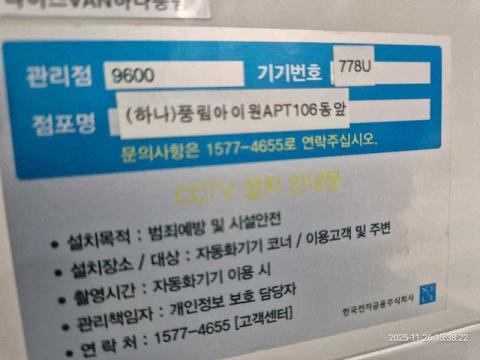 관리점 9600 기기번호 778U
점포명 (하나)풍림아이원APT106동앞
문의사항은 1577-4655로 연락주십시오.
CCTV 설치 안내문
• 설치목적 : 범죄예방 및 시설안전
• 설치장소 / 대상 : 자동화기기 코너 / 이용고객 및 주변
• 촬영시간 : 자동화기기 이용 시
• 관리책임자 : 개인정보 보호 담당자
• 연 락 처 : 1577-4655 [고객센터]
한국전자금융주식회사
NICE
2025-11-26 15:38:22